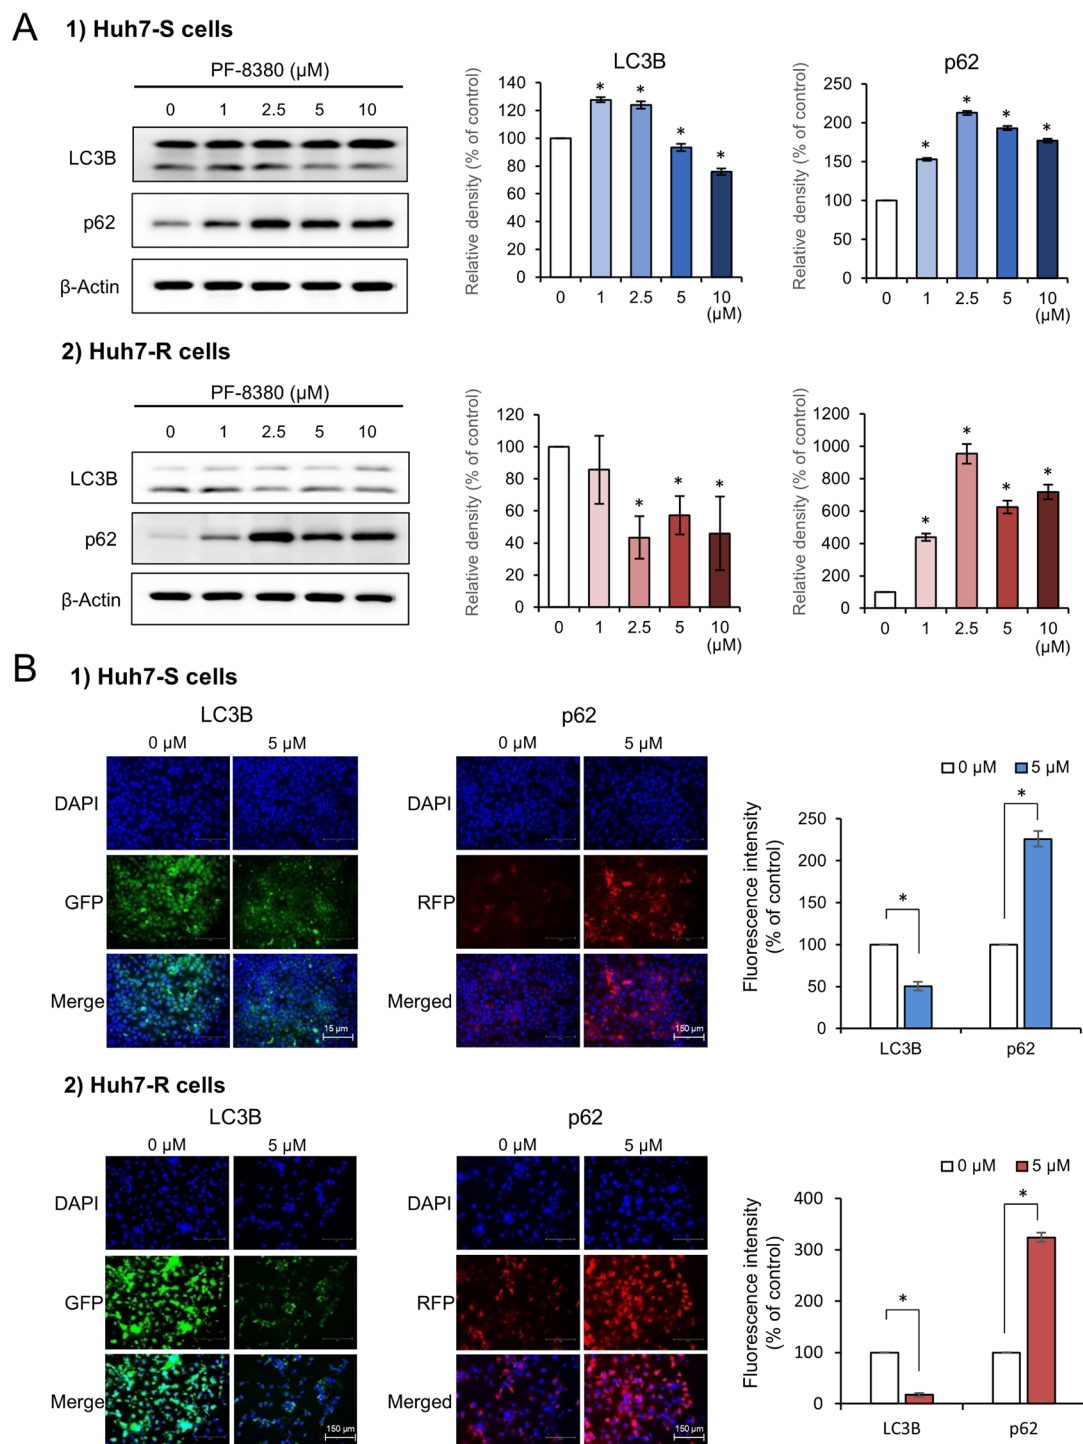 A
1) Huh7-S cells
PF-8380 (µM)
0 1 2.5 5 10
LC3B
p62
β-Actin
LC3B
Relative density (% of control)
140
120
100
80
60
40
20
0
* * * *
0 1 2.5 5 10
(µM)
p62
Relative density (% of control)
250
200
150
100
50
0
* * * *
0 1 2.5 5 10
(µM)
2) Huh7-R cells
PF-8380 (µM)
0 1 2.5 5 10
LC3B
p62
β-Actin
Relative density (% of control)
120
100
80
60
40
20
0
* * *
0 1 2.5 5 10
(µM)
Relative density (% of control)
1200
1000
800
600
400
200
0
* * * *
0 1 2.5 5 10
(µM)
B
1) Huh7-S cells
LC3B
0 µM 5 µM
DAPI
GFP
Merge
15 µm
p62
0 µM 5 µM
DAPI
RFP
Merged
150 µm
0 µM 5 µM
Fluorescence intensity
(% of control)
250
200
150
100
50
0
* *
LC3B p62
2) Huh7-R cells
LC3B
0 µM 5 µM
DAPI
GFP
Merge
150 µm
p62
0 µM 5 µM
DAPI
RFP
Merged
150 µm
0 µM 5 µM
Fluorescence intensity
(% of control)
400
300
200
100
0
* *
LC3B p62